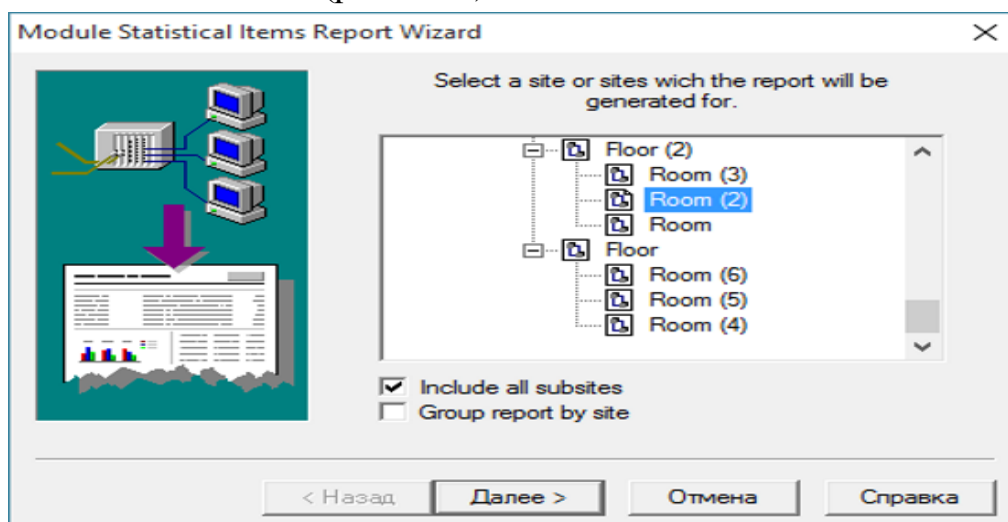 Module Statistical Items Report Wizard
Select a site or sites wich the report will be
generated for.
Floor (2)
Room (3)
Room (2)
Room
Floor
Room (6)
Room (5)
Room (4)
Include all subsites
Group report by site
< Назад
Далее >
Отмена
Справка